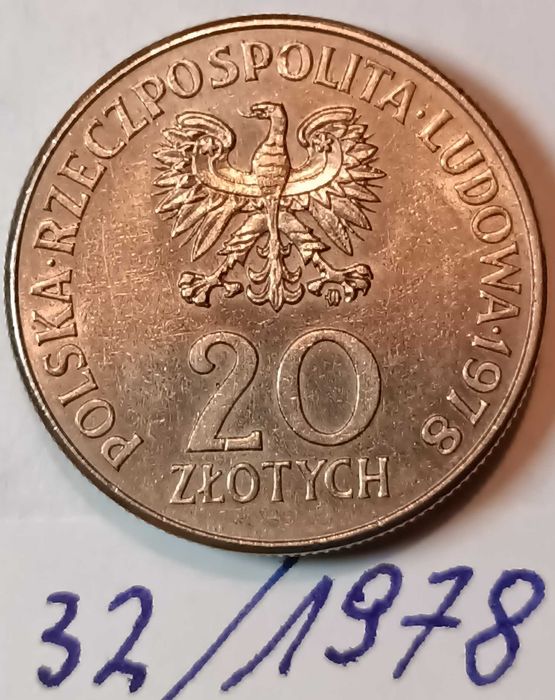 POLSKA·RZECZPOSPOLITA·LUDOWA·1978
20
ZŁOTYCH
32/1978